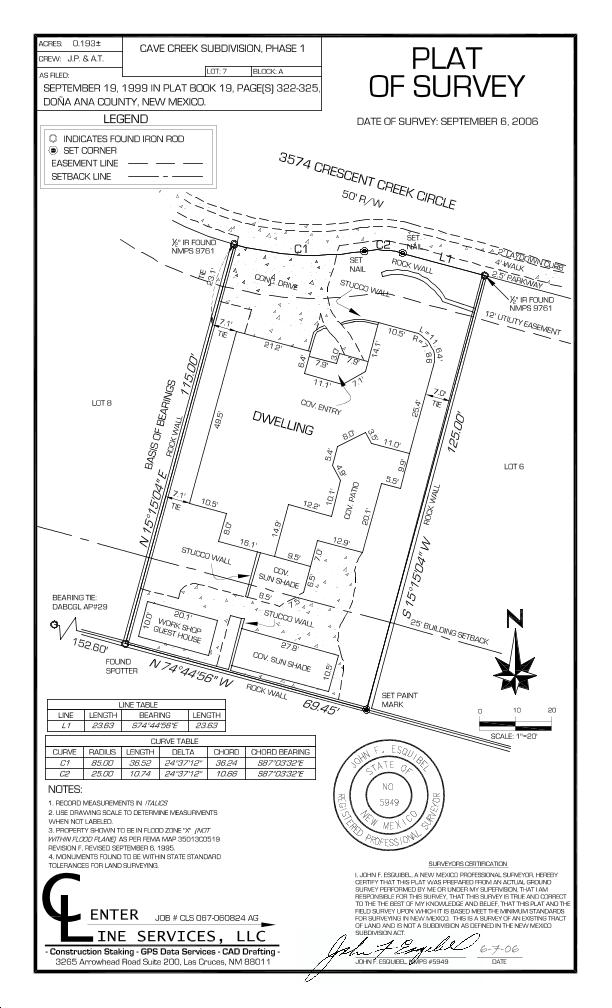 ACRES: 0.193±
CREW: J.P. & A.T.
AS FILED:
CAVE CREEK SUBDIVISION, PHASE 1
LOT: 7 BLOCK: A
SEPTEMBER 19, 1999 IN PLAT BOOK 19, PAGE(S) 322-325,
DOÑA ANA COUNTY, NEW MEXICO.
PLAT
OF SURVEY
DATE OF SURVEY: SEPTEMBER 6, 2006
LEGEND
INDICATES FOUND IRON ROD
SET CORNER
EASEMENT LINE
SETBACK LINE
3574 CRESCENT CREEK CIRCLE
50' R/W
½" IR FOUND
NMPS 9761
C1
C2
L1
SET
NAIL
SET
NAIL
2' LAYDOWN CURB
4' WALK
2.5' PARKWAY
ROCK WALL
½" IR FOUND
NMPS 9761
12' UTILITY EASEMENT
TIE
23.1'
CONC. DRIVE
STUCCO WALL
7.1'
TIE
21.2'
6.4'
7.9'
3.0'
7.9'
14.1'
11.1'
7.1'
10.5'
L=11.64'
R=7.86
COV. ENTRY
7.0'
TIE
25.4'
LOT 8
BASIS OF BEARINGS
N 15°15'04" E 115.00'
ROCK WALL
49.5'
DWELLING
6.0'
3.5'
11.0'
5.4'
4.9'
9.9'
5.5'
10.1'
COV. PATIO
20.1'
125.00'
S 15°15'04" W
ROCK WALL
LOT 6
7.1'
TIE
10.5'
8.0'
12.2'
14.9'
16.1'
9.5'
7.0'
12.9'
STUCCO WALL
COV.
SUN SHADE
6.5'
8.5'
STUCCO WALL
25' BUILDING SETBACK
BEARING TIE:
DABCGL AP#29
152.60'
10.0'
20.1'
WORK SHOP
GUEST HOUSE
27.8'
COV. SUN SHADE
10.5'
FOUND
SPOTTER
N 74°44'56" W 69.45'
ROCK WALL
SET PAINT
MARK
N
0 10 20
SCALE: 1"=20'
LINE TABLE
LINE LENGTH BEARING LENGTH
L1 23.63 S74°44'56"E 23.63
CURVE TABLE
CURVE RADIUS LENGTH DELTA CHORD CHORD BEARING
C1 85.00 36.52 24°37'12" 36.24 S87°03'32"E
C2 25.00 10.74 24°37'12" 10.66 S87°03'32"E
NOTES:
1. RECORD MEASUREMENTS IN ITALICS
2. USE DRAWING SCALE TO DETERMINE MEASURMENTS
WHEN NOT LABELED.
3. PROPERTY SHOWN TO BE IN FLOOD ZONE "X" (NOT
WITHIN FLOOD PLANE) AS PER FEMA MAP 35013C0519
REVISION F, REVISED SEPTEMBER 6, 1995.
4. MONUMENTS FOUND TO BE WITHIN STATE STANDARD
TOLERANCES FOR LAND SURVEYING.
JOHN F. ESQUIBEL
STATE OF
NO
5949
NEW MEXICO
REGISTERED PROFESSIONAL SURVEYOR
SURVEYORS CERTIFICATION
I, JOHN F. ESQUIBEL, A NEW MEXICO PROFESSIONAL SURVEYOR, HEREBY
CERTIFY THAT THIS PLAT WAS PREPARED FROM AN ACTUAL GROUND
SURVEY PERFORMED BY ME OR UNDER MY SUPERVISION, THAT I AM
RESPONSIBLE FOR THIS SURVEY, THAT THIS SURVEY IS TRUE AND CORRECT
TO THE THE BEST OF MY KNOWLEDGE AND BELIEF, THAT THIS PLAT AND THE
FIELD SURVEY UPON WHICH IT IS BASED MEET THE MINIMUM STANDARDS
FOR SURVEYING IN NEW MEXICO. THIS IS A SURVEY OF AN EXISTING TRACT
OF LAND AND IS NOT A SUBDIVISION AS DEFINED IN THE NEW MEXICO
SUBDIVISION ACT.
John F. Esquibel 6-7-06
JOHN F. ESQUIBEL, NMPS #5949 DATE
CENTER JOB # CLS 067-060824 AG
LINE SERVICES, LLC
- Construction Staking - GPS Data Services - CAD Drafting -
3265 Arrowhead Road Suite 200, Las Cruces, NM 88011